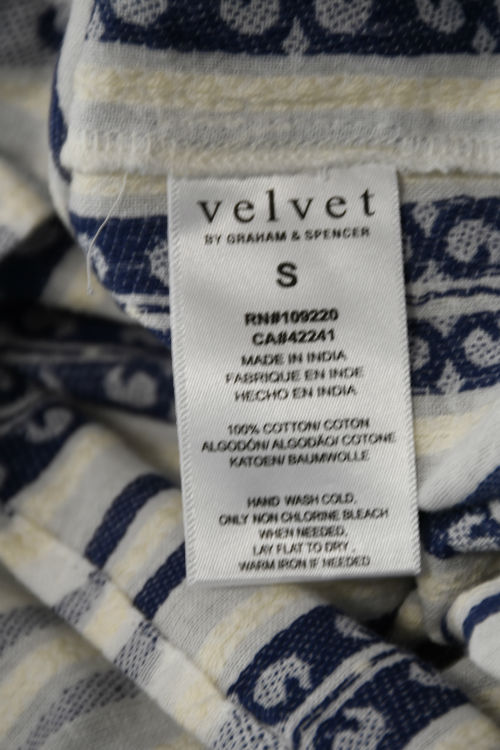 velvet
BY GRAHAM & SPENCER
S
RN#109220
CA#42241
MADE IN INDIA
FABRIQUE EN INDE
HECHO EN INDIA
100% COTTON/ COTON
ALGODÓN/ ALGODÃO/ COTONE
KATOEN/ BAUMWOLLE
HAND WASH COLD,
ONLY NON CHLORINE BLEACH
WHEN NEEDED,
LAY FLAT TO DRY,
WARM IRON IF NEEDED